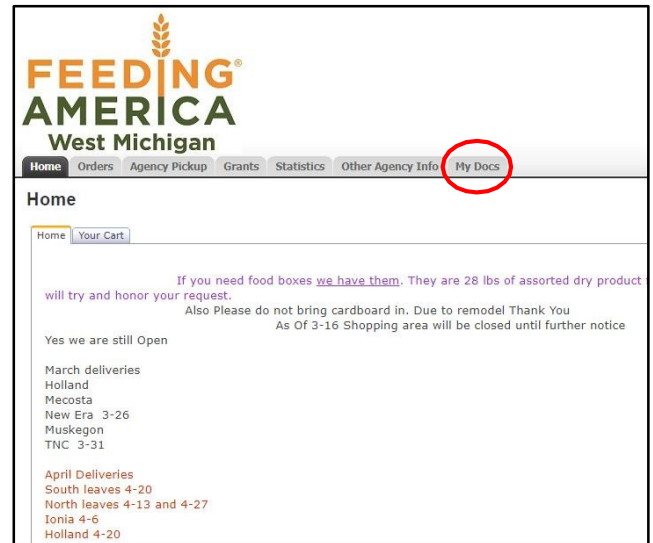 FEEDING®
AMERICA
West Michigan
Home Orders Agency Pickup Grants Statistics Other Agency Info My Docs
Home
Home Your Cart
If you need food boxes we have them. They are 28 lbs of assorted dry product
will try and honor your request.
Also Please do not bring cardboard in. Due to remodel Thank You
As Of 3-16 Shopping area will be closed until further notice
Yes we are still Open
March deliveries
Holland
Mecosta
New Era 3-26
Muskegon
TNC 3-31
April Deliveries
South leaves 4-20
North leaves 4-13 and 4-27
Ionia 4-6
Holland 4-20